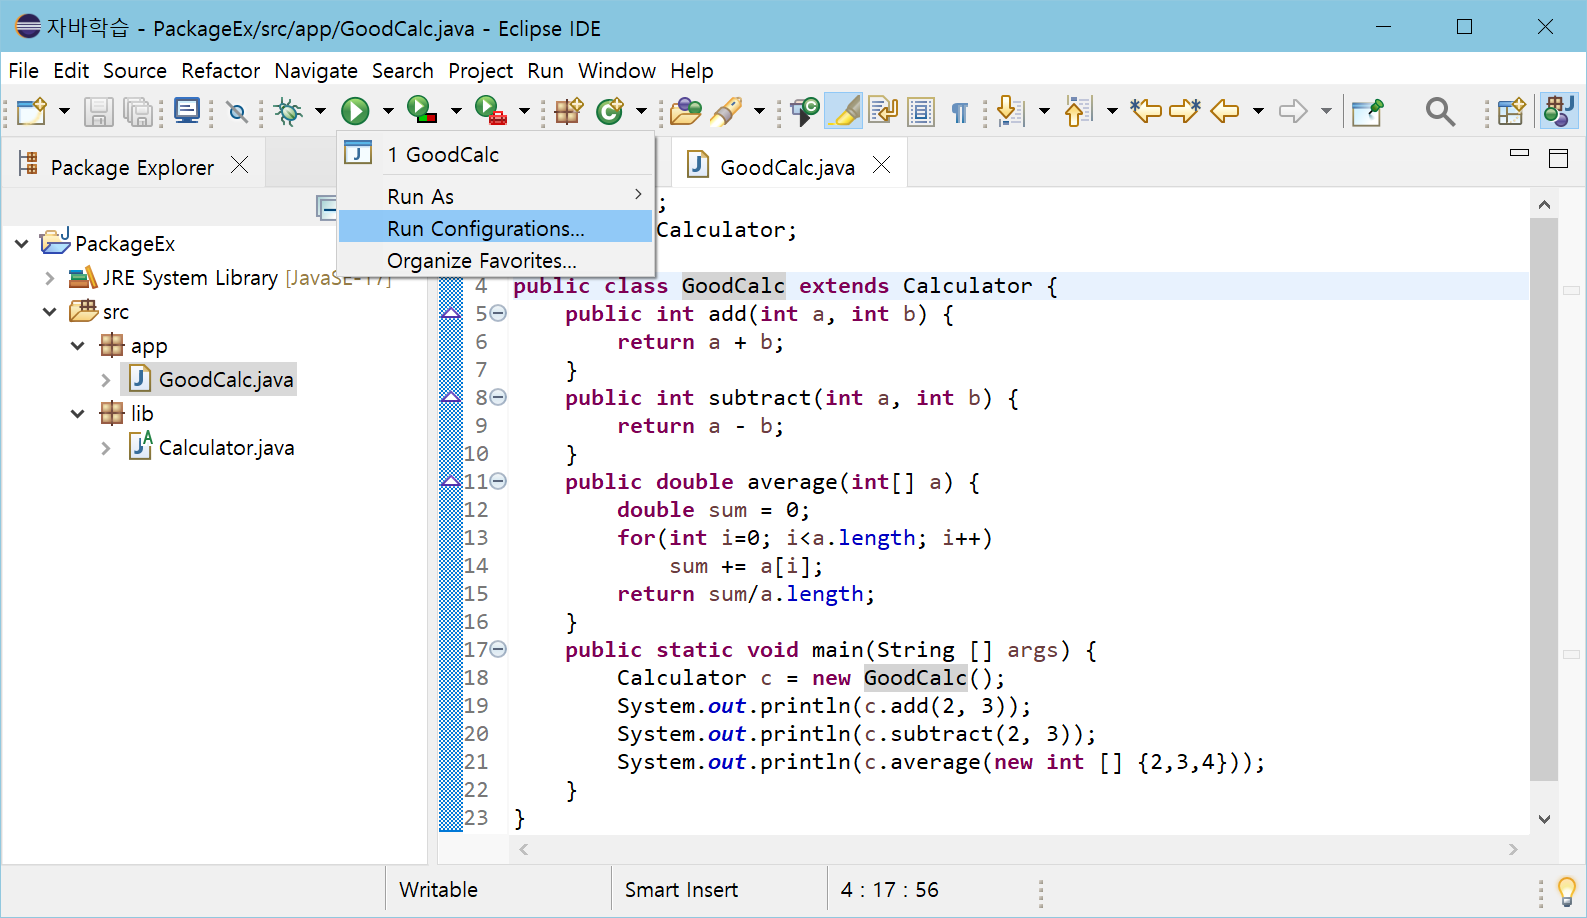 자바학습 - PackageEx/src/app/GoodCalc.java - Eclipse IDE
File Edit Source Refactor Navigate Search Project Run Window Help
Package Explorer
GoodCalc.java
1 GoodCalc
Run As
Run Configurations...
Organize Favorites...
PackageEx
JRE System Library [JavaSE-17]
src
app
GoodCalc.java
lib
Calculator.java
;
Calculator;
4 public class GoodCalc extends Calculator {
5 public int add(int a, int b) {
6 return a + b;
7 }
8 public int subtract(int a, int b) {
9 return a - b;
10 }
11 public double average(int[] a) {
12 double sum = 0;
13 for(int i=0; i<a.length; i++)
14 sum += a[i];
15 return sum/a.length;
16 }
17 public static void main(String [] args) {
18 Calculator c = new GoodCalc();
19 System.out.println(c.add(2, 3));
20 System.out.println(c.subtract(2, 3));
21 System.out.println(c.average(new int [] {2,3,4}));
22 }
23 }
Writable
Smart Insert
4 : 17 : 56